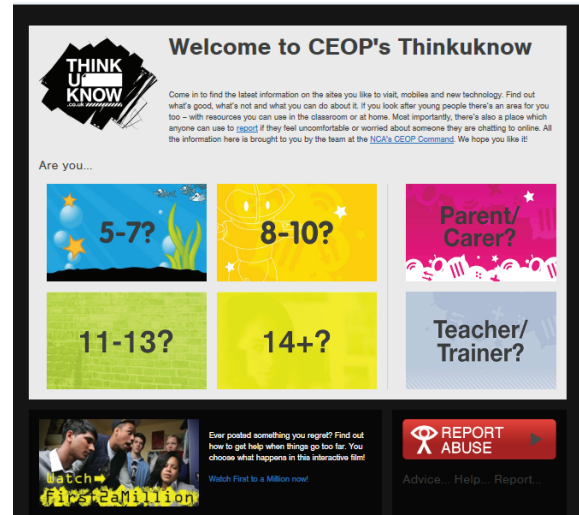 THINK
U
KNOW
.co.uk
Welcome to CEOP's Thinkuknow
Come in to find the latest information on the sites you like to visit, mobiles and new technology. Find out
what's good, what's not and what you can do about it. If you look after young people there's an area for you
too – with resources you can use in the classroom or at home. Most importantly, there's also a place which
anyone can use to report if they feel uncomfortable or worried about someone they are chatting to online. All
the information here is brought to you by the team at the NCA's CEOP Command. We hope you like it!
Are you...
5-7?
8-10?
Parent/
Carer?
11-13?
14+?
Teacher/
Trainer?
Watch
First2aMillion
Ever posted something you regret? Find out
how to get help when things go too far. You
choose what happens in this interactive film!
Watch First to a Million now!
REPORT
ABUSE
Advice... Help... Report...